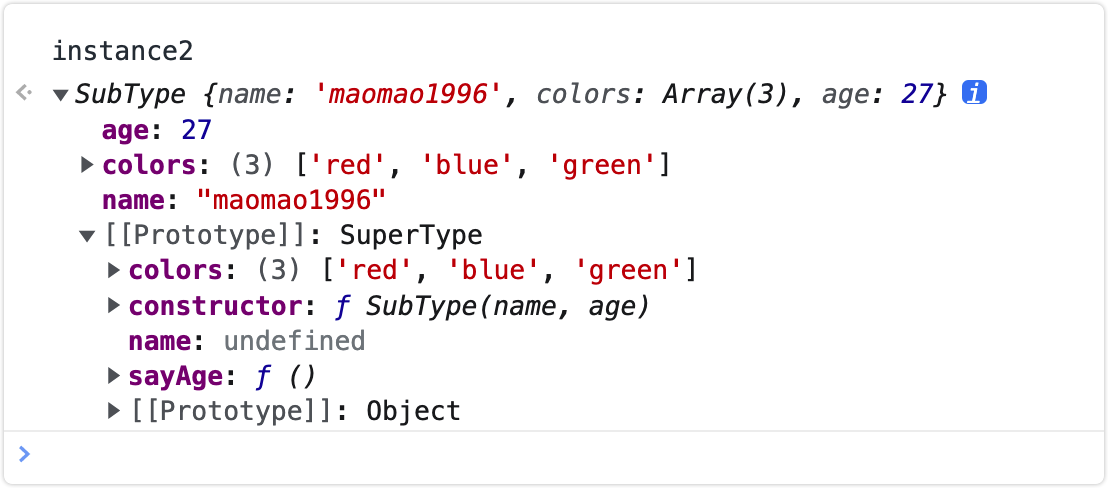 instance2
SubType {name: 'maomao1996', colors: Array(3), age: 27} i
age: 27
colors: (3) ['red', 'blue', 'green']
name: "maomao1996"
[[Prototype]]: SuperType
colors: (3) ['red', 'blue', 'green']
constructor: ƒ SubType(name, age)
name: undefined
sayAge: ƒ ()
[[Prototype]]: Object